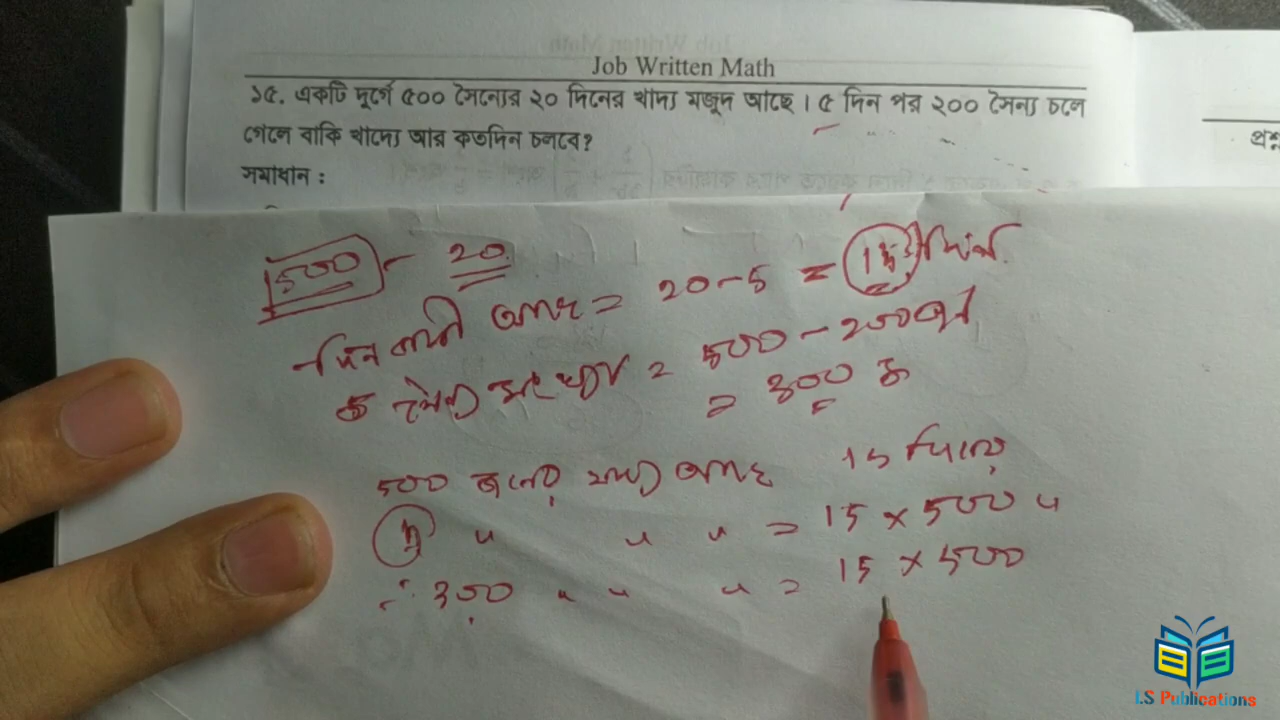 Job Written Math
১৫. একটি দুর্গে ৫০০ সৈন্যের ২০ দিনের খাদ্য মজুদ আছে। ৫ দিন পর ২০০ সৈন্য চলে
গেলে বাকি খাদ্যে আর কতদিন চলবে?
প্রশ্ন
সমাধান :
500 - 20
দিন বাকী আছে = 20-5 = 15 দিন
= 500 - 200 জন
= 300
500 জনের খাদ্য আছে 15 দিনের
1 " " " = 15 × 500 "
∴ 300 " " " = 15 × 500
I.S Publications